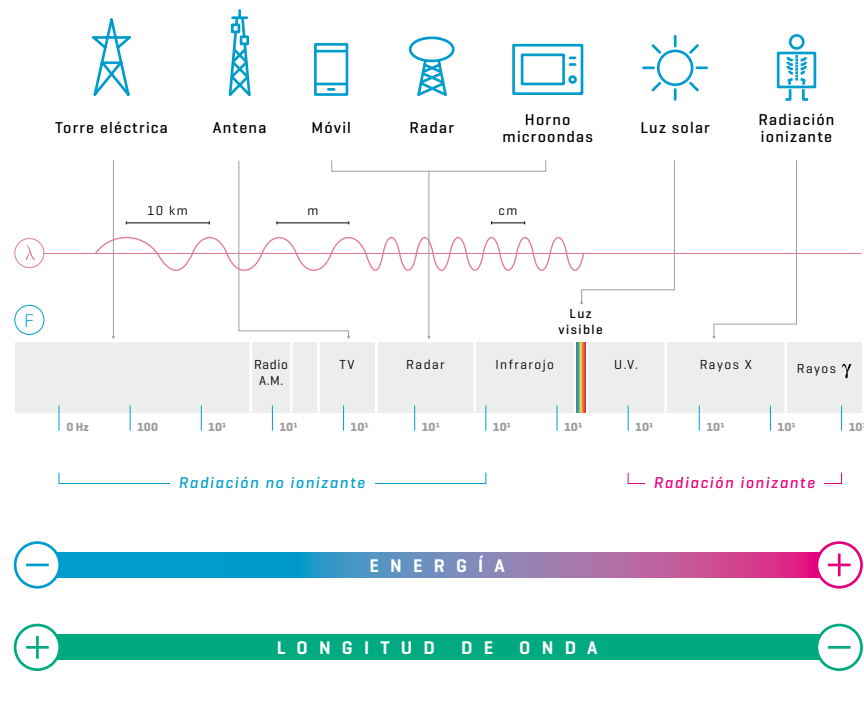 Torre eléctrica
Antena
Móvil
Radar
Horno
microondas
Luz solar
Radiación
ionizante
10 km
m
cm
λ
F
Luz
visible
Radio
A.M.
TV
Radar
Infrarojo
U.V.
Rayos X
Rayos γ
0 Hz
100
10¹
10¹
10¹
10¹
10¹
10¹
10¹
10¹
10¹
Radiación no ionizante
Radiación ionizante
ENERGÍA
LONGITUD DE ONDA